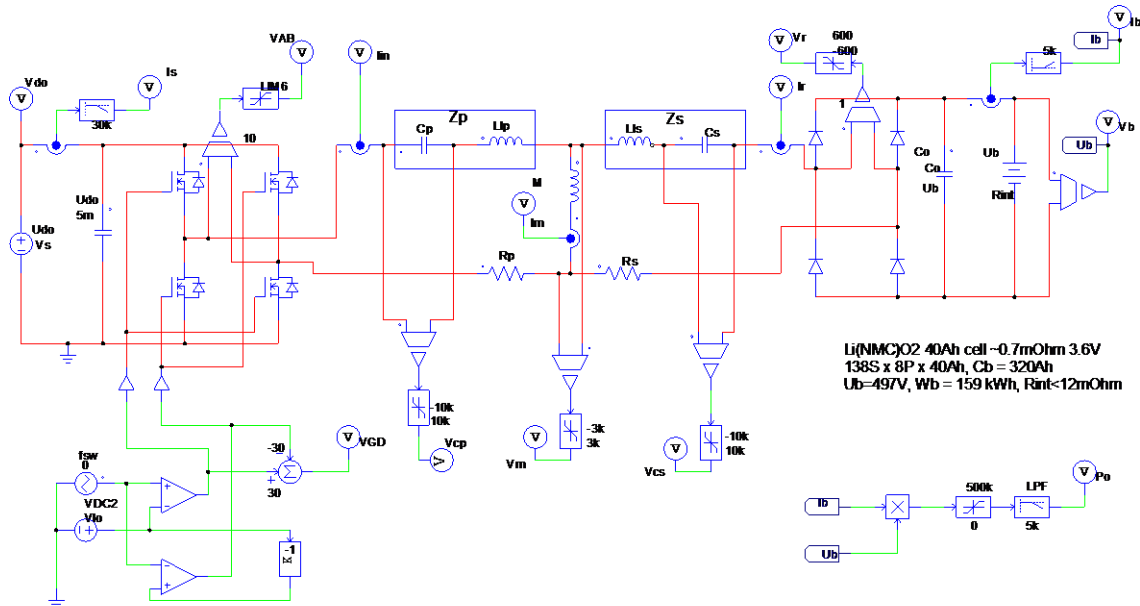 Vdo
30k
Is
VAB
LIM 6
10
Iin
Zp
Cp
Llp
Zs
Lls
Cs
M
Im
Vr
600
-600
1
Ir
5k
Ib
Ib
Vb
Ub
Udo
5m
Udo
Vs
Co
Co
Ub
Ub
Rint
Rp
Rs
Li(NMC)O2 40Ah cell ~0.7mOhm 3.6V
138S x 8P x 40Ah, Cb = 320Ah
Ub=497V, Wb = 159 kWh, Rint<12mOhm
-10k
10k
Vcp
-3k
3k
Vm
-10k
10k
Vcs
fsw
0
VDC2
Vlo
-30
+
30
VGD
-1
K
Ib
Ub
500k
0
LPF
5k
Po